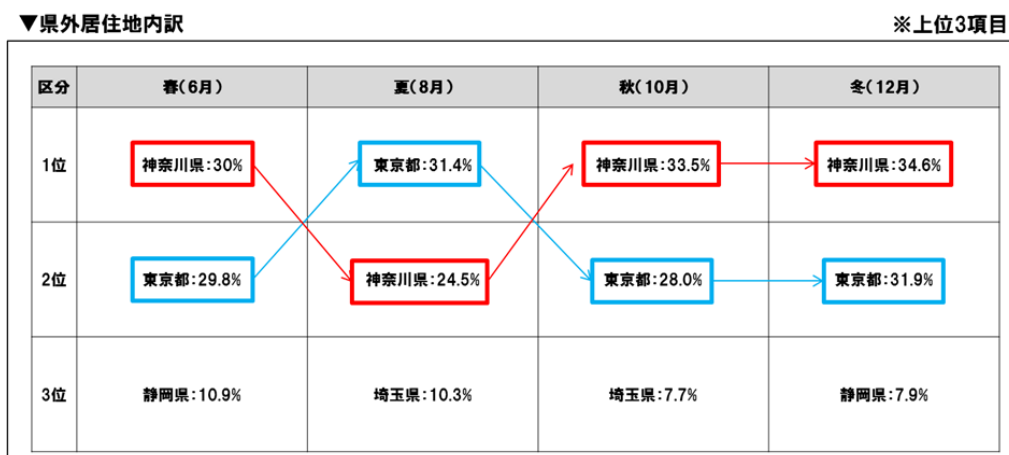 ▼県外居住地内訳 ※上位3項目
区分 春(6月) 夏(8月) 秋(10月) 冬(12月)
1位 神奈川県:30% 東京都:31.4% 神奈川県:33.5% 神奈川県:34.6%
2位 東京都:29.8% 神奈川県:24.5% 東京都:28.0% 東京都:31.9%
3位 静岡県:10.9% 埼玉県:10.3% 埼玉県:7.7% 静岡県:7.9%